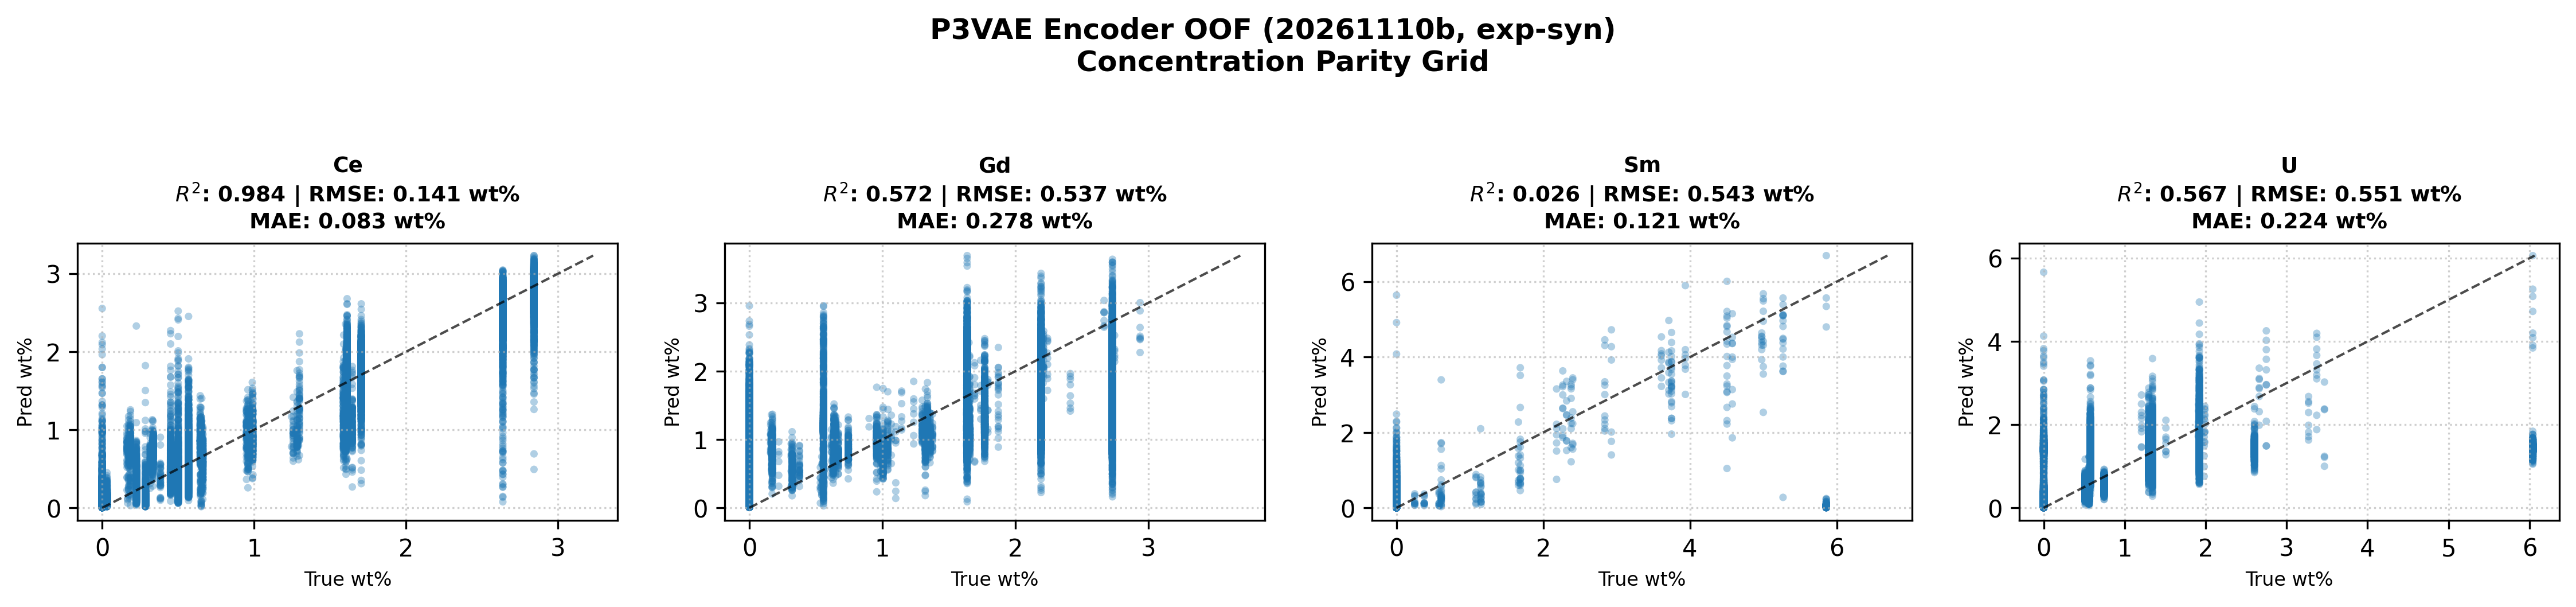 P3VAE Encoder OOF (20261110b, exp-syn)
Concentration Parity Grid
Ce
R²: 0.984 | RMSE: 0.141 wt%
MAE: 0.083 wt%
Pred wt%
3
2
1
0
0 1 2 3
True wt%
Gd
R²: 0.572 | RMSE: 0.537 wt%
MAE: 0.278 wt%
Pred wt%
3
2
1
0
0 1 2 3
True wt%
Sm
R²: 0.026 | RMSE: 0.543 wt%
MAE: 0.121 wt%
Pred wt%
6
4
2
0
0 2 4 6
True wt%
U
R²: 0.567 | RMSE: 0.551 wt%
MAE: 0.224 wt%
Pred wt%
6
4
2
0
0 1 2 3 4 5 6
True wt%